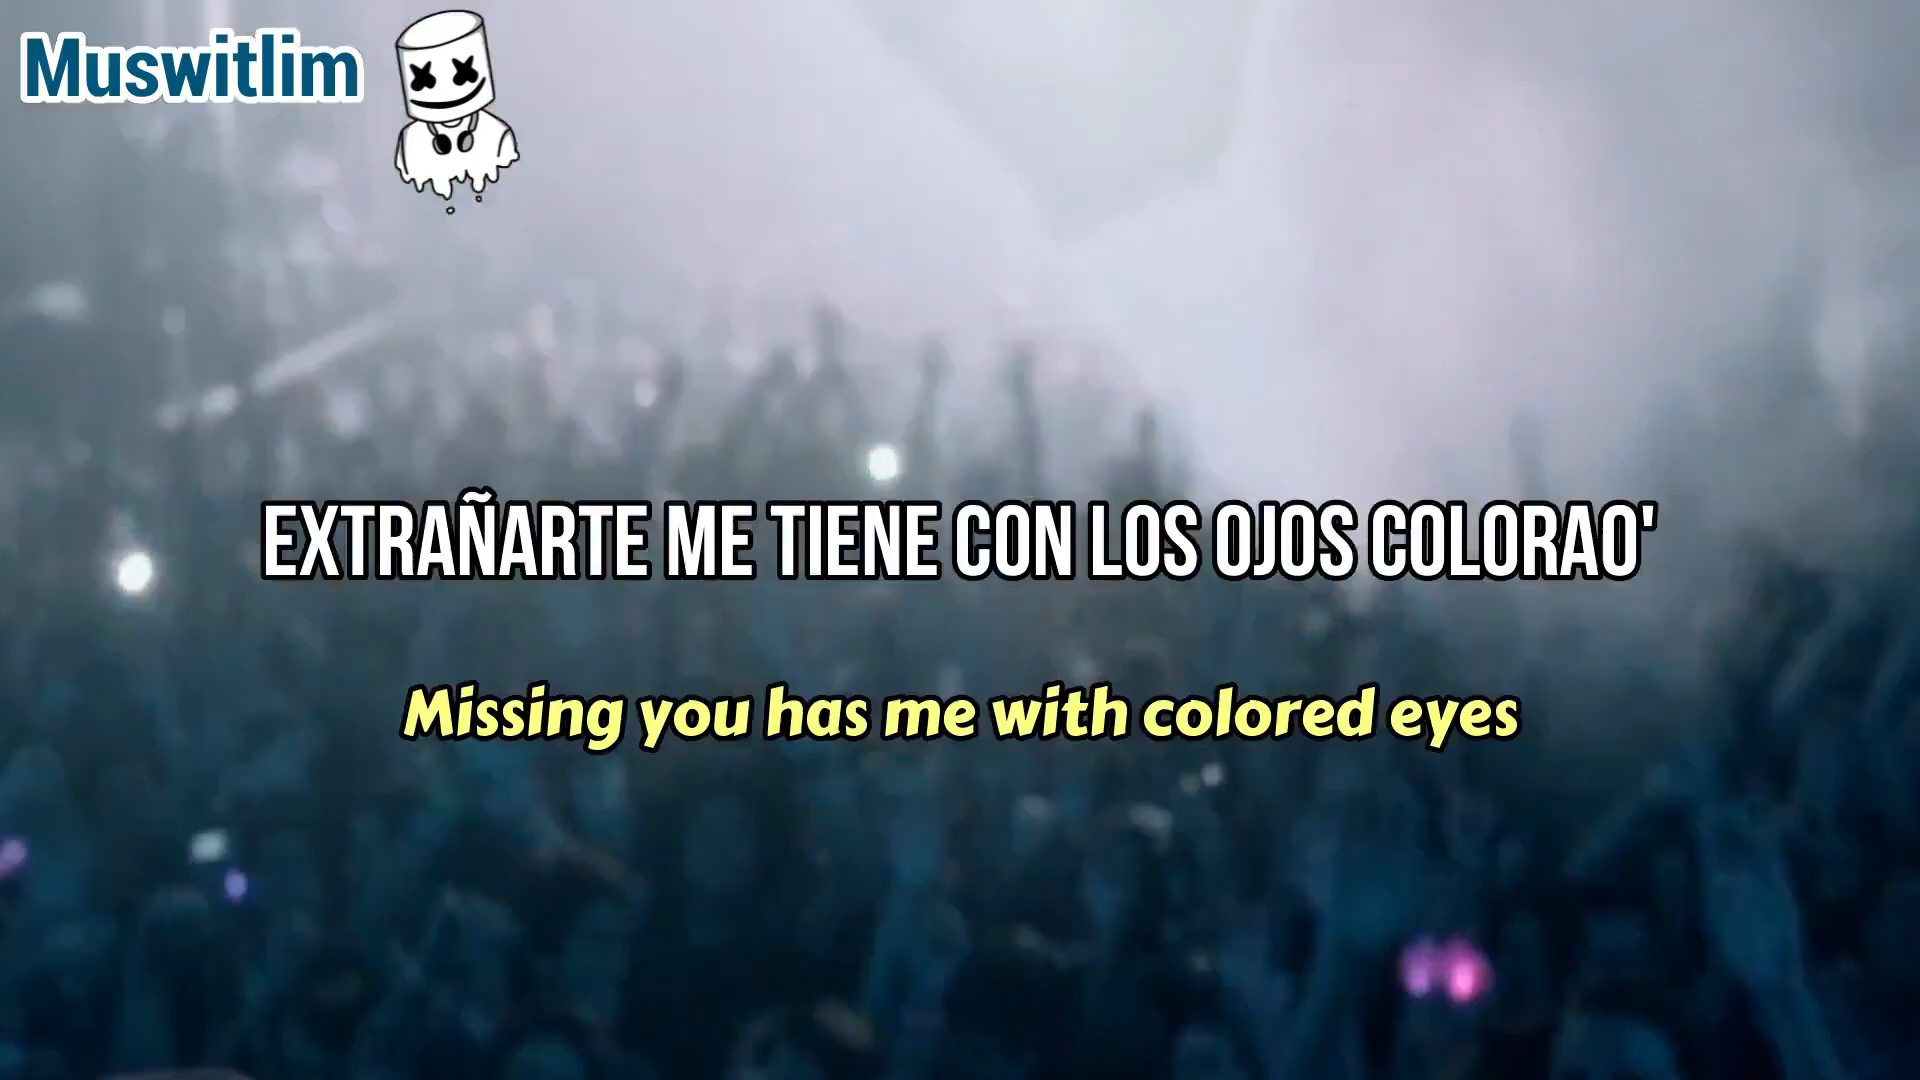 Muswitlim
EXTRAÑARTE ME TIENE CON LOS OJOS COLORAO'
Missing you has me with colored eyes